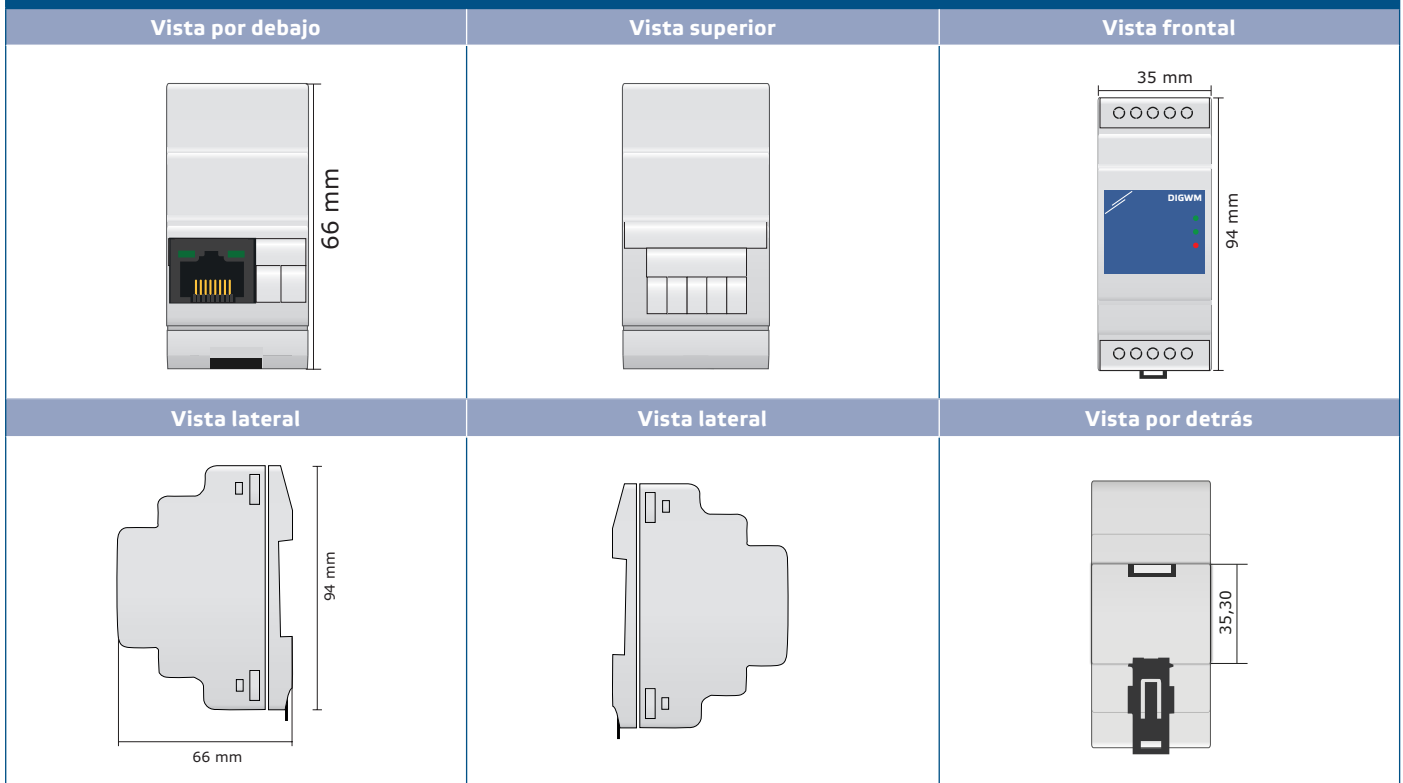 Vista por debajo
Vista superior
Vista frontal
66 mm
35 mm
DIGWM
94 mm
Vista lateral
Vista lateral
Vista por detrás
94 mm
66 mm
35,30